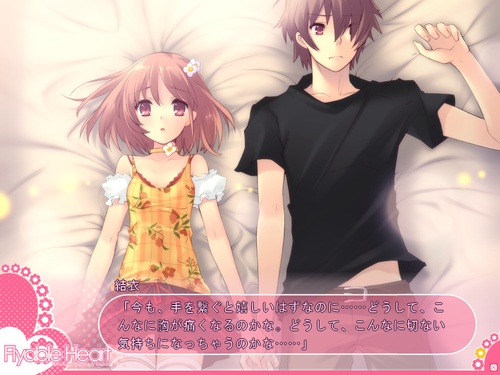 結衣
「今も、手を繋ぐと嬉しいはずなのに……どうして、こ
んなに胸が痛くなるのかな。どうして、こんなに切ない
気持ちになっちゃうのかな……」
Flyable Heart